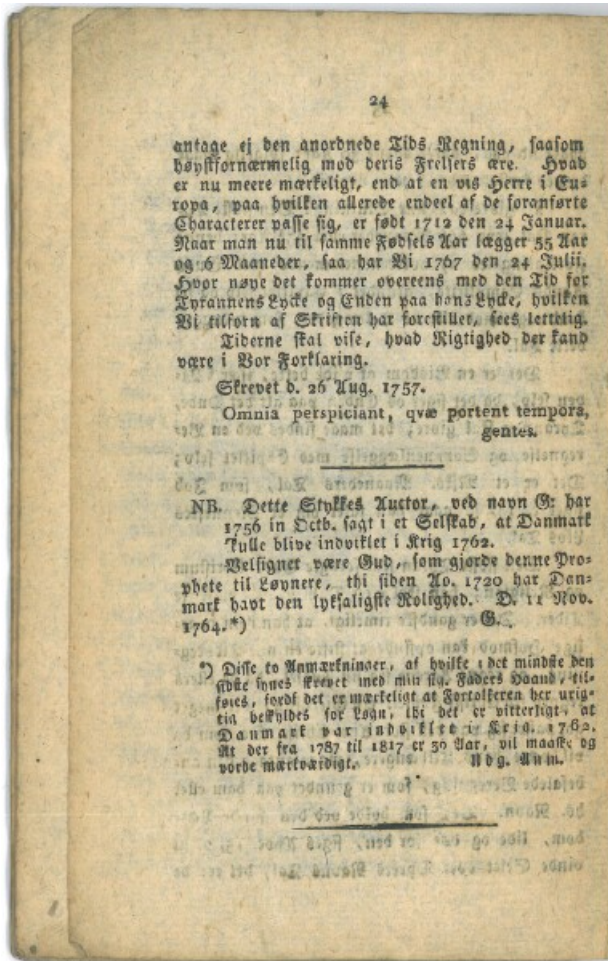 24
antage ej den anordnede Tids Regning, saasom
høystfornærmelig mod deris Frelsers ære. Hvad
er nu meere mærkeligt, end at en vis Herre i Eu-
ropa, paa hvilken allerede endeel af de foranførte
Characterer passe sig, er født 1712 den 24 Januar.
Naar man nu til samme Fødsels Aar lægger 55 Aar
og 6 Maaneder, saa har Vi 1767 den 24 Julii.
Hvor nøye det kommer overeens med den Tid for
Tyrannens Lycke og Enden paa hans Lycke, hvilken
Vi tilforn af Skriften har forestillet, sees lettelig.
Tiderne skal vise, hvad Rigtighed der kand
være i Vor Forklaring.
Skrevet d. 26 Aug. 1757.
Omnia perspiciant, qvæ portent tempora,
gentes.
NB. Dette Stykkes Auctor, ved navn G: har
1756 in Octb. sagt i et Selskab, at Danmark
skulle blive indviklet i Krig 1762.
Velsignet være Gud, som gjorde denne Pro-
phete til Løvnere, thi siden Ao. 1720 har Dan-
mark havt den lyksaligste Rolighed. D. 11 Nov.
1764.*) G.
*) Disse to Anmærkninger, af hvilke i det mindste den
sidste synes skrevet med min sl. Faders Haand, til-
føies, fordi det er mærkeligt at Fortolkeren her urig-
tig beskyldes for Løgn, thi det er vitterligt, at
Danmark var indviklet i Krig 1762.
At der fra 1787 til 1817 er 30 Aar, vil maaske og
vorde mærkværdigt. Udg. Anm.